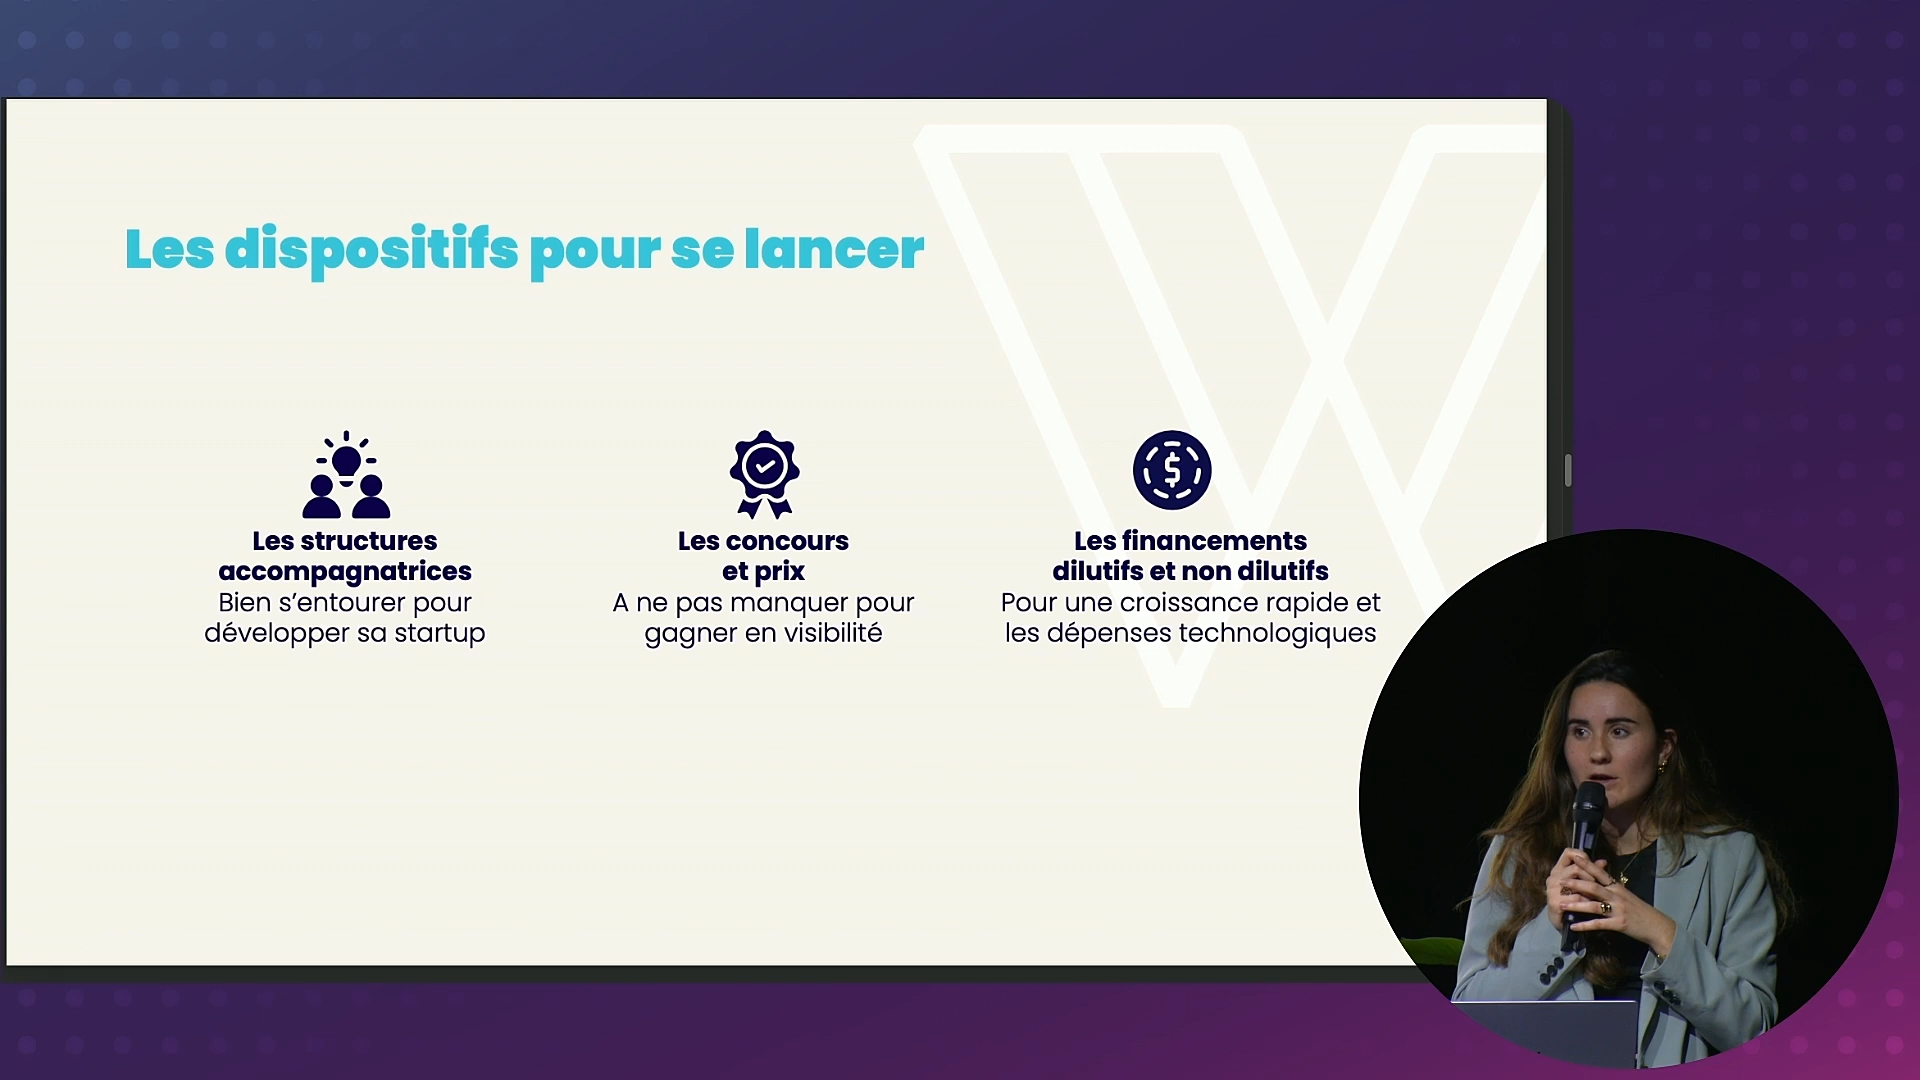 Les dispositifs pour se lancer
Les structures
accompagnatrices
Bien s’entourer pour
développer sa startup
Les concours
et prix
A ne pas manquer pour
gagner en visibilité
$
Les financements
dilutifs et non dilutifs
Pour une croissance rapide et
les dépenses technologiques